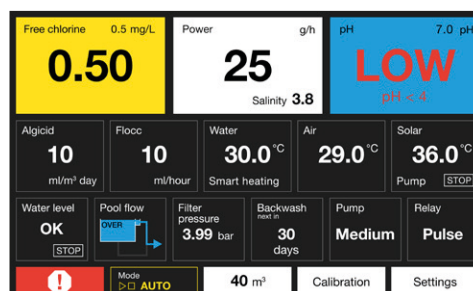 Free chlorine 0.5 mg/L
0.50
Power g/h
25
Salinity 3.8
pH 7.0 pH
LOW
pH < 4
Algicid
10
ml/m³ day
Flocc
10
ml/hour
Water
30.0°C
Smart heating
Air
29.0°C
Solar
36.0°C
Pump STOP
Water level
OK
STOP
Pool flow
OVER
Filter
pressure
3.99 bar
Backwash
next in
30
days
Pump
Medium
Relay
Pulse
!
Mode
AUTO
40 m³
Calibration
Settings